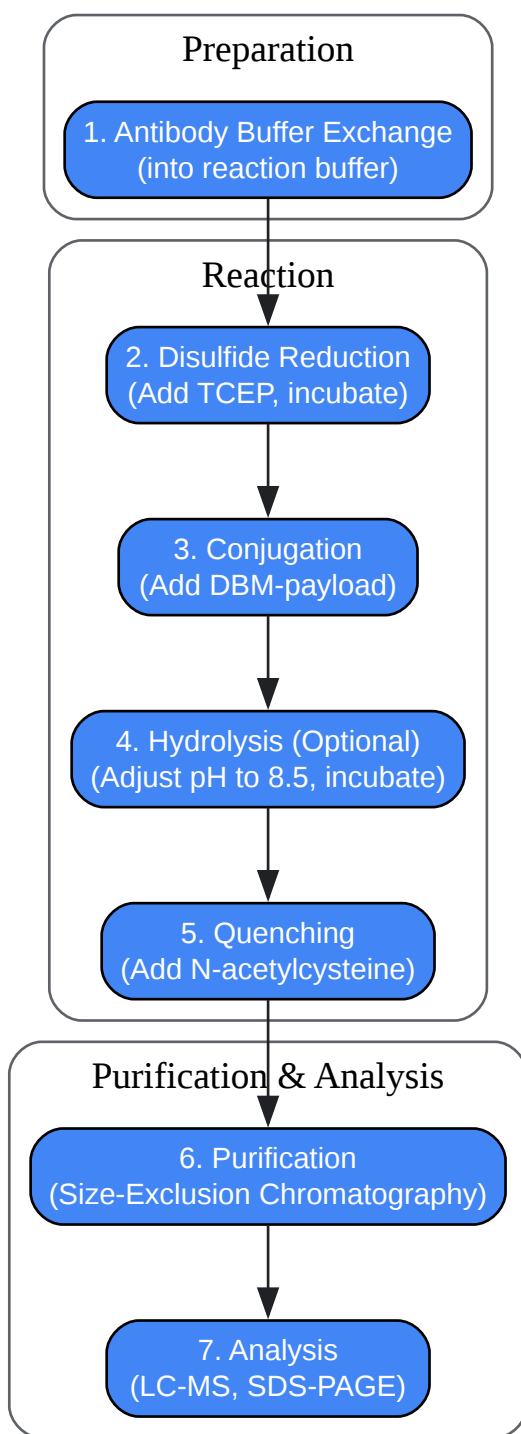 Preparation
1. Antibody Buffer Exchange
(into reaction buffer)
Reaction
2. Disulfide Reduction
(Add TCEP, incubate)
3. Conjugation
(Add DBM-payload)
4. Hydrolysis (Optional)
(Adjust pH to 8.5, incubate)
5. Quenching
(Add N-acetylcysteine)
Purification & Analysis
6. Purification
(Size-Exclusion Chromatography)
7. Analysis
(LC-MS, SDS-PAGE)